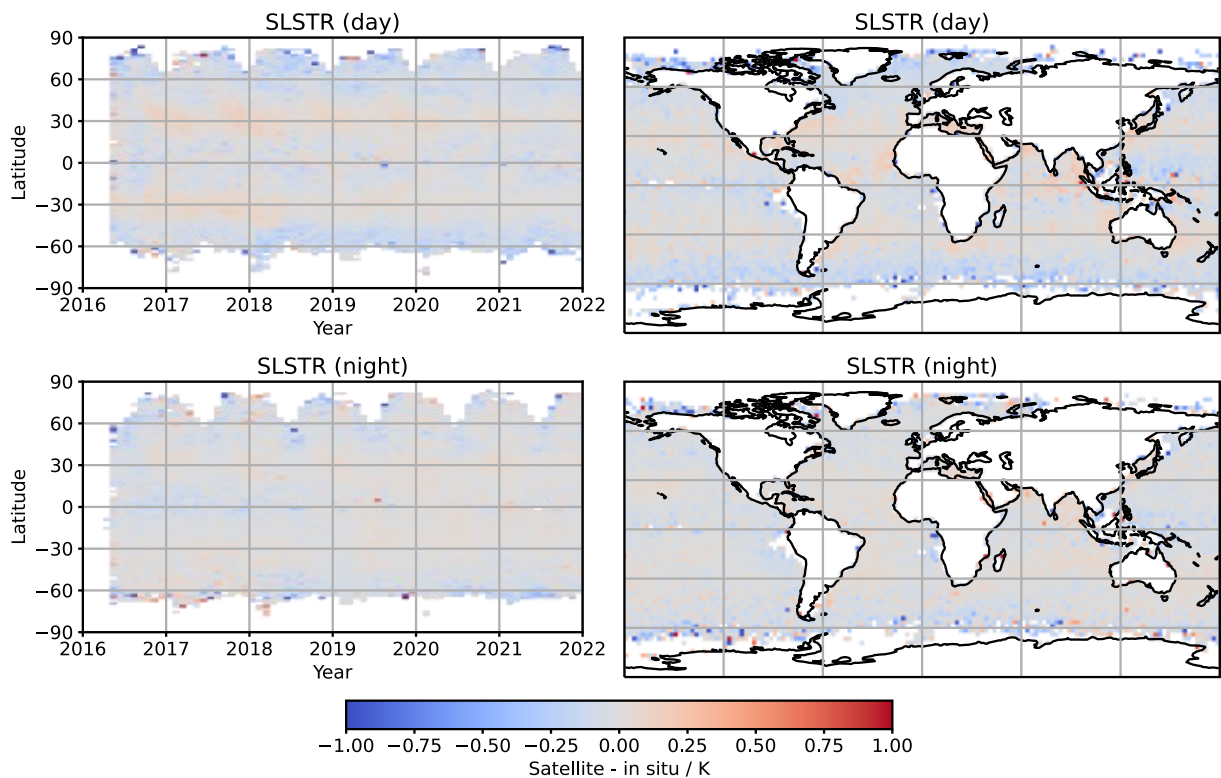 SLSTR (day)
SLSTR (day)
90
60
30
0
−30
−60
−90
Latitude
2016 2017 2018 2019 2020 2021 2022
Year
SLSTR (night)
SLSTR (night)
90
60
30
0
−30
−60
−90
Latitude
2016 2017 2018 2019 2020 2021 2022
Year
−1.00 −0.75 −0.50 −0.25 0.00 0.25 0.50 0.75 1.00
Satellite - in situ / K